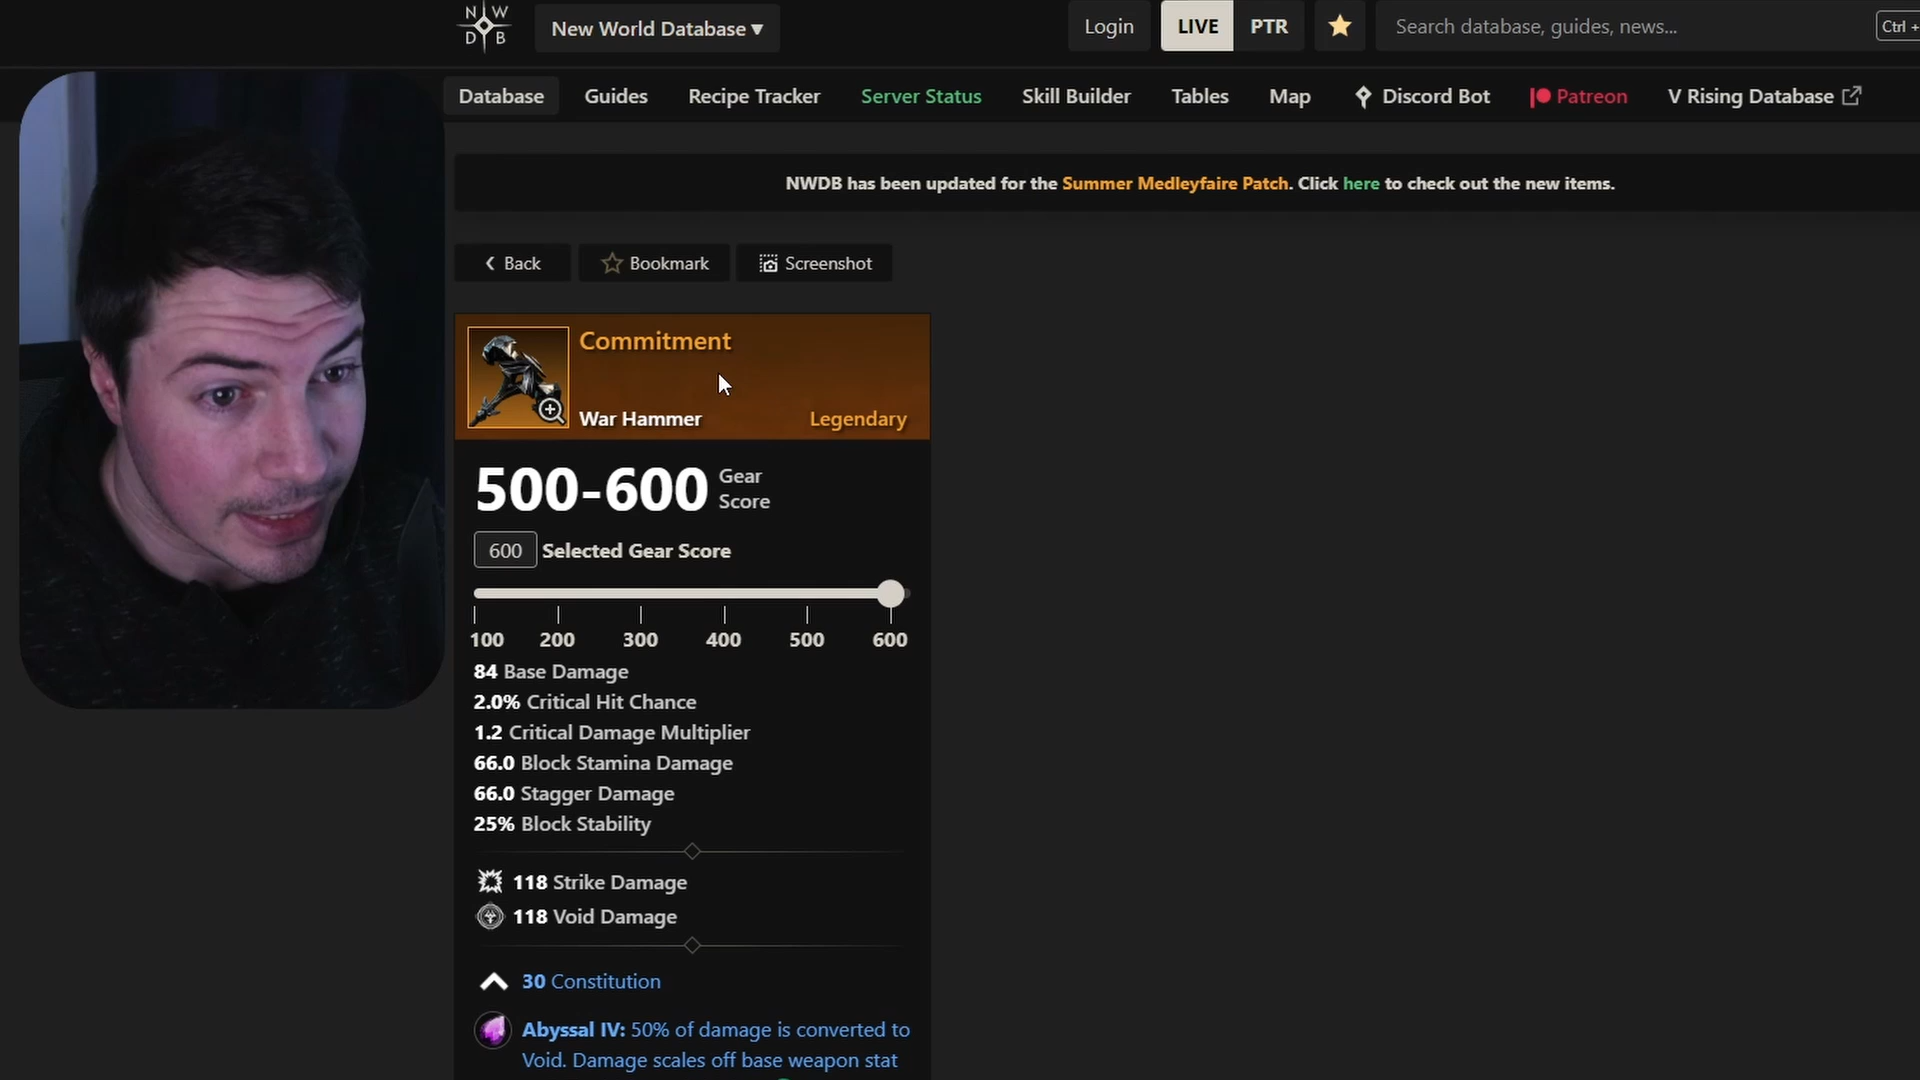 N W
D B
New World Database ▼
Login
LIVE
PTR
Search database, guides, news...
Ctrl +
Database
Guides
Recipe Tracker
Server Status
Skill Builder
Tables
Map
Discord Bot
Patreon
V Rising Database
NWDB has been updated for the Summer Medleyfaire Patch. Click here to check out the new items.
Back
Bookmark
Screenshot
Commitment
War Hammer
Legendary
500-600 Gear Score
600 Selected Gear Score
100 200 300 400 500 600
84 Base Damage
2.0% Critical Hit Chance
1.2 Critical Damage Multiplier
66.0 Block Stamina Damage
66.0 Stagger Damage
25% Block Stability
118 Strike Damage
118 Void Damage
30 Constitution
Abyssal IV: 50% of damage is converted to
Void. Damage scales off base weapon stat